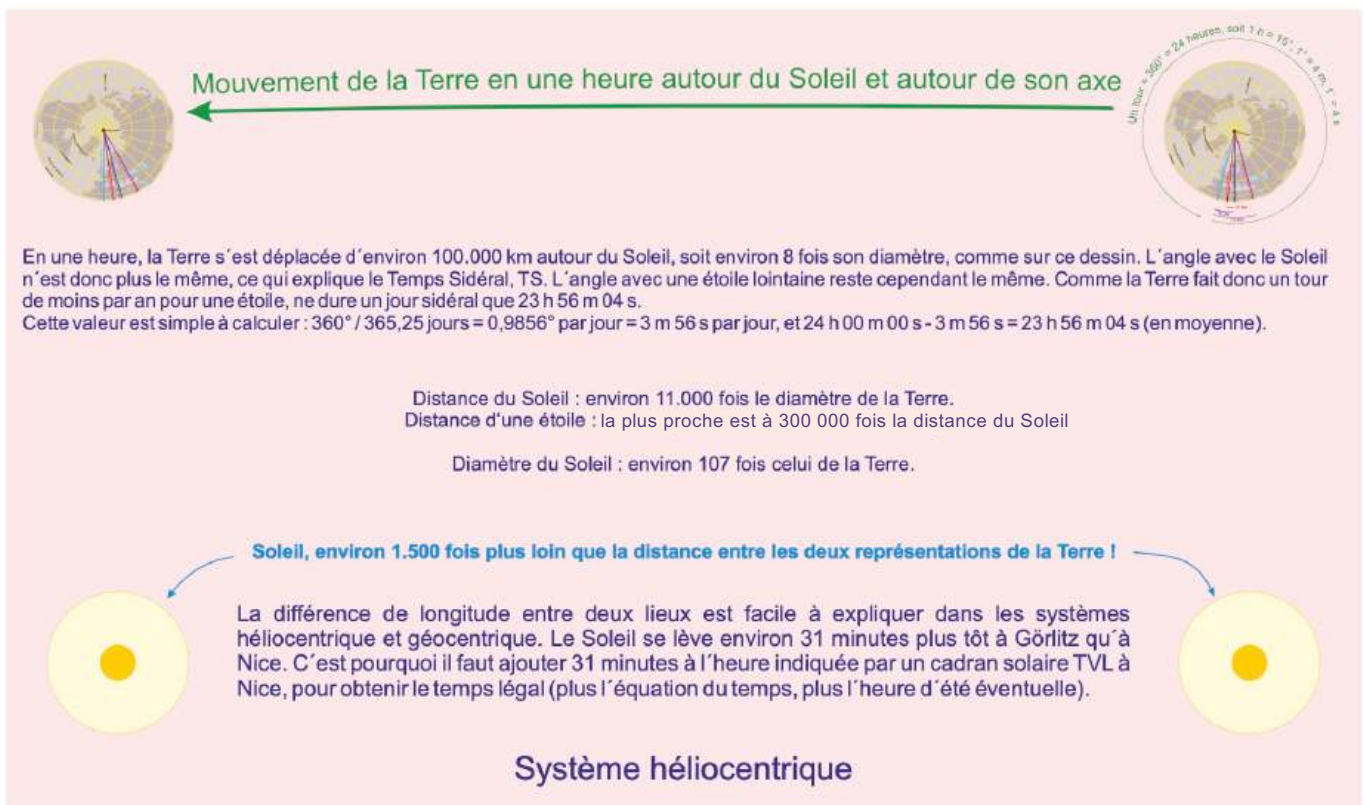 Un tour = 360° = 24 heures, soit 1 h = 15°, 1° = 4 m, 1' = 4 s
Mouvement de la Terre en une heure autour du Soleil et autour de son axe
En une heure, la Terre s´est déplacée d´environ 100.000 km autour du Soleil, soit environ 8 fois son diamètre, comme sur ce dessin. L´angle avec le Soleil
n´est donc plus le même, ce qui explique le Temps Sidéral, TS. L´angle avec une étoile lointaine reste cependant le même. Comme la Terre fait donc un tour
de moins par an pour une étoile, ne dure un jour sidéral que 23 h 56 m 04 s.
Cette valeur est simple à calculer : 360° / 365,25 jours = 0,9856° par jour = 3 m 56 s par jour, et 24 h 00 m 00 s - 3 m 56 s = 23 h 56 m 04 s (en moyenne).
Distance du Soleil : environ 11.000 fois le diamètre de la Terre.
Distance d'une étoile : la plus proche est à 300 000 fois la distance du Soleil
Diamètre du Soleil : environ 107 fois celui de la Terre.
Soleil, environ 1.500 fois plus loin que la distance entre les deux représentations de la Terre !
La différence de longitude entre deux lieux est facile à expliquer dans les systèmes
héliocentrique et géocentrique. Le Soleil se lève environ 31 minutes plus tôt à Görlitz qu´à
Nice. C´est pourquoi il faut ajouter 31 minutes à l´heure indiquée par un cadran solaire TVL à
Nice, pour obtenir le temps légal (plus l´équation du temps, plus l´heure d´été éventuelle).
Système héliocentrique